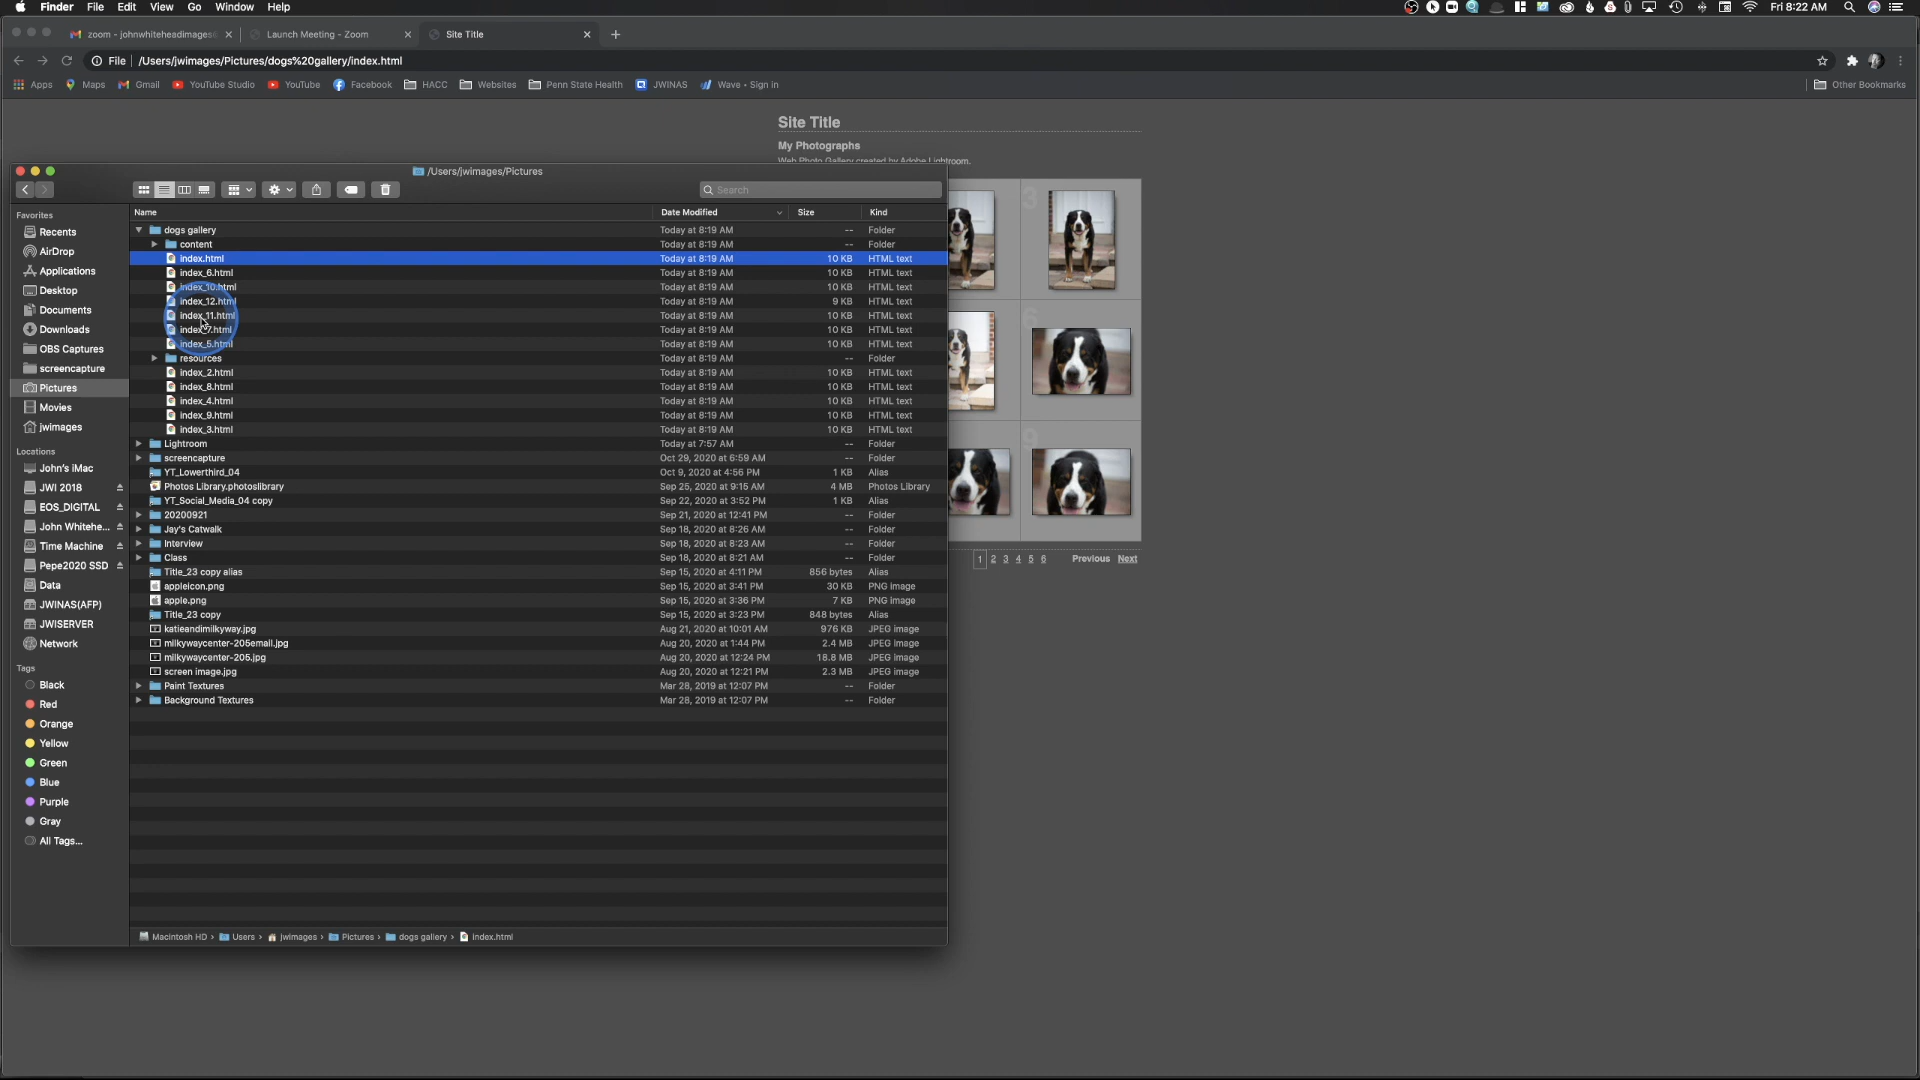 Finder File Edit View Go Window Help Fri 8:22 AM
zoom - johnwhiteheadimages Launch Meeting - Zoom Site Title
File /Users/jwimages/Pictures/dogs%20gallery/index.html
Apps Maps Gmail YouTube Studio YouTube Facebook HACC Websites Penn State Health JWINAS Wave • Sign in Other Bookmarks
Site Title
My Photographs
Web Photo Gallery created by Adobe Lightroom.
3
6
9
1 2 3 4 5 6 Previous Next
/Users/jwimages/Pictures
Search
Favorites
Recents
AirDrop
Applications
Desktop
Documents
Downloads
OBS Captures
screencapture
Pictures
Movies
jwimages
Locations
John's iMac
JWI 2018
EOS_DIGITAL
John Whitehe...
Time Machine
Pepe2020 SSD
Data
JWINAS(AFP)
JWISERVER
Network
Tags
Black
Red
Orange
Yellow
Green
Blue
Purple
Gray
All Tags...
Name Date Modified Size Kind
dogs gallery Today at 8:19 AM -- Folder
content Today at 8:19 AM -- Folder
index.html Today at 8:19 AM 10 KB HTML text
index_6.html Today at 8:19 AM 10 KB HTML text
index_10.html Today at 8:19 AM 10 KB HTML text
index_12.html Today at 8:19 AM 9 KB HTML text
index_11.html Today at 8:19 AM 10 KB HTML text
index_7.html Today at 8:19 AM 10 KB HTML text
index_5.html Today at 8:19 AM 10 KB HTML text
resources Today at 8:19 AM -- Folder
index_2.html Today at 8:19 AM 10 KB HTML text
index_8.html Today at 8:19 AM 10 KB HTML text
index_4.html Today at 8:19 AM 10 KB HTML text
index_9.html Today at 8:19 AM 10 KB HTML text
index_3.html Today at 8:19 AM 10 KB HTML text
Lightroom Today at 7:57 AM -- Folder
screencapture Oct 29, 2020 at 6:59 AM -- Folder
YT_Lowerthird_04 Oct 9, 2020 at 4:56 PM 1 KB Alias
Photos Library.photoslibrary Sep 25, 2020 at 9:15 AM 4 MB Photos Library
YT_Social_Media_04 copy Sep 22, 2020 at 3:52 PM 1 KB Alias
20200921 Sep 21, 2020 at 12:41 PM -- Folder
Jay's Catwalk Sep 18, 2020 at 8:26 AM -- Folder
Interview Sep 18, 2020 at 8:23 AM -- Folder
Class Sep 18, 2020 at 8:21 AM -- Folder
Title_23 copy alias Sep 15, 2020 at 4:11 PM 856 bytes Alias
appleicon.png Sep 15, 2020 at 3:41 PM 30 KB PNG image
apple.png Sep 15, 2020 at 3:36 PM 7 KB PNG image
Title_23 copy Sep 15, 2020 at 3:23 PM 848 bytes Alias
katieandmilkyway.jpg Aug 21, 2020 at 10:01 AM 976 KB JPEG image
milkywaycenter-205email.jpg Aug 20, 2020 at 1:44 PM 2.4 MB JPEG image
milkywaycenter-205.jpg Aug 20, 2020 at 12:24 PM 18.8 MB JPEG image
screen image.jpg Aug 20, 2020 at 12:21 PM 2.3 MB JPEG image
Paint Textures Mar 28, 2019 at 12:07 PM -- Folder
Background Textures Mar 28, 2019 at 12:07 PM -- Folder
Macintosh HD › Users › jwimages › Pictures › dogs gallery › index.html